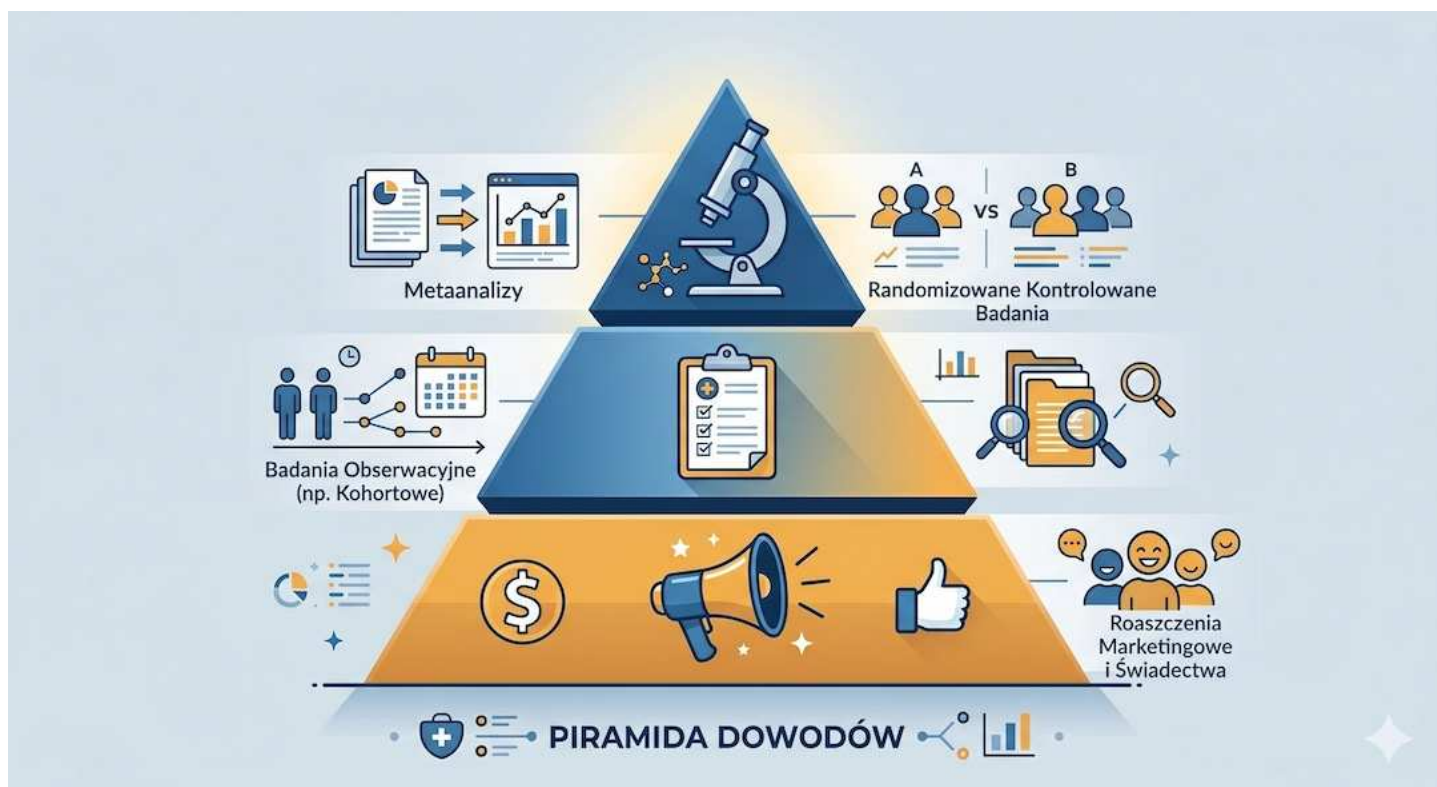 A
B
VS
Metaanalizy
Randomizowane Kontrolowane
Badania
Badania Obserwacyjne
(np. Kohortowe)
$
Roaszczenia
Marketingowe
i Świadectwa
PIRAMIDA DOWODÓW